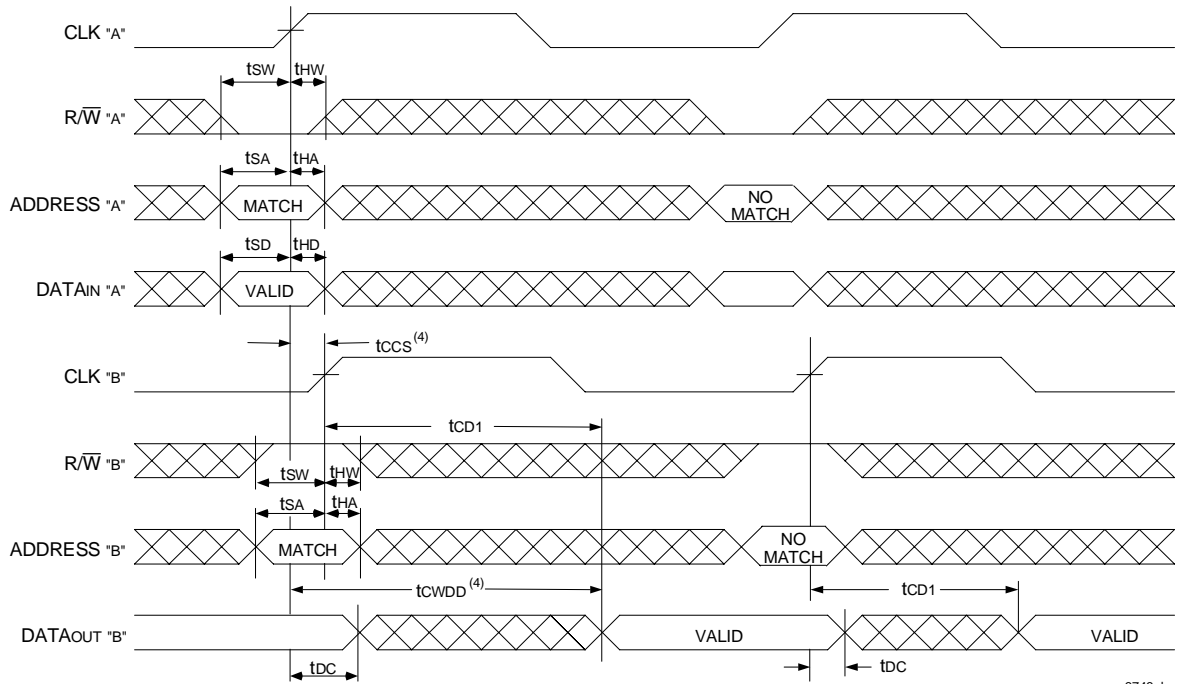 CLK "A"
tSW tHW
R/W̅ "A"
tSA tHA
ADDRESS "A" MATCH NO MATCH
tSD tHD
DATAIN "A" VALID
tCCS(4)
CLK "B"
tCD1
R/W̅ "B"
tSW tHW
tSA tHA
ADDRESS "B" MATCH NO MATCH
tCWDD(4) tCD1
DATAOUT "B" VALID VALID
tDC tDC